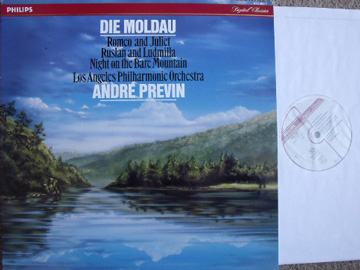 PHILIPS
Digital Classics
DIE MOLDAU
Romeo and Juliet
Ruslan and Ludmilla
Night on the Bare Mountain
Los Angeles Philharmonic Orchestra
ANDRÉ PREVIN